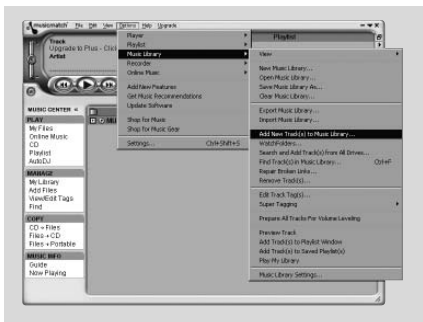 musicmatch File Edit View Options Help Upgrade
Track
Upgrade to Plus - Click
Artist
Playlist
Player
Playlist
Music Library
Recorder
Online Music
Add New Features
Get Music Recommendations
Update Software
Shop for Music
Shop for Music Gear
Settings... Ctrl+Shift+S
View
New Music Library...
Open Music Library...
Save Music Library As...
Clear Music Library...
Export Music Library...
Import Music Library...
Add New Track(s) to Music Library...
WatchFolders...
Search and Add Track(s) from All Drives...
Find Track(s) in Music Library... Ctrl+F
Repair Broken Links...
Remove Track(s)...
Edit Track Tag(s)...
Super Tagging
Prepare All Tracks For Volume Leveling
Preview Track
Add Track(s) to Playlist Window
Add Track(s) to Saved Playlist(s)
Play My Library
Music Library Settings...
MUSIC CENTER «
PLAY
My Files
Online Music
CD
Playlist
AutoDJ
MANAGE
My Library
Add Files
View/Edit Tags
Find
COPY
CD » Files
Files » CD
Files » Portable
MUSIC INFO
Guide
Now Playing